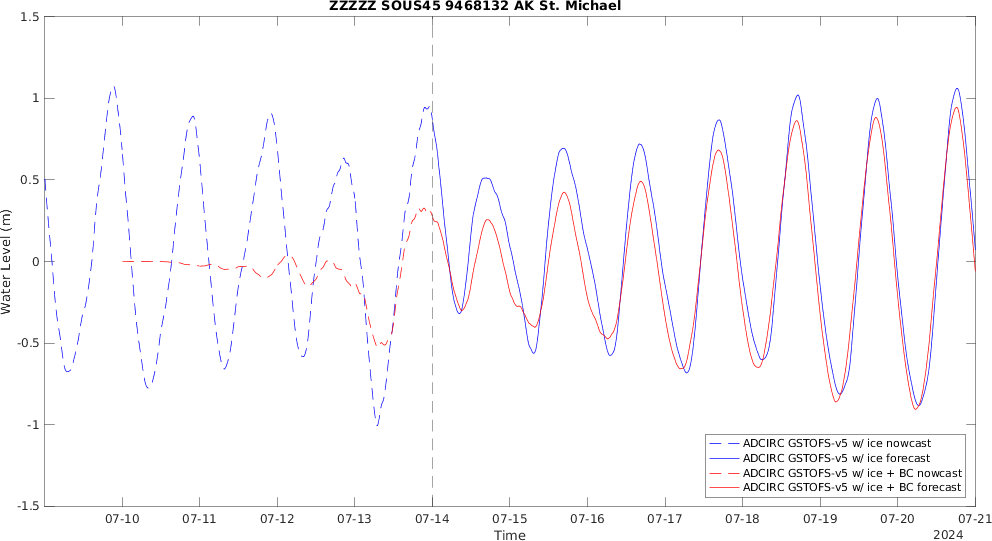 ZZZZZ SOUS45 9468132 AK St. Michael
1.5
1
0.5
0
-0.5
-1
-1.5
Water Level (m)
07-10 07-11 07-12 07-13 07-14 07-15 07-16 07-17 07-18 07-19 07-20 07-21
Time
2024
ADCIRC GSTOFS-v5 w/ ice nowcast
ADCIRC GSTOFS-v5 w/ ice forecast
ADCIRC GSTOFS-v5 w/ ice + BC nowcast
ADCIRC GSTOFS-v5 w/ ice + BC forecast